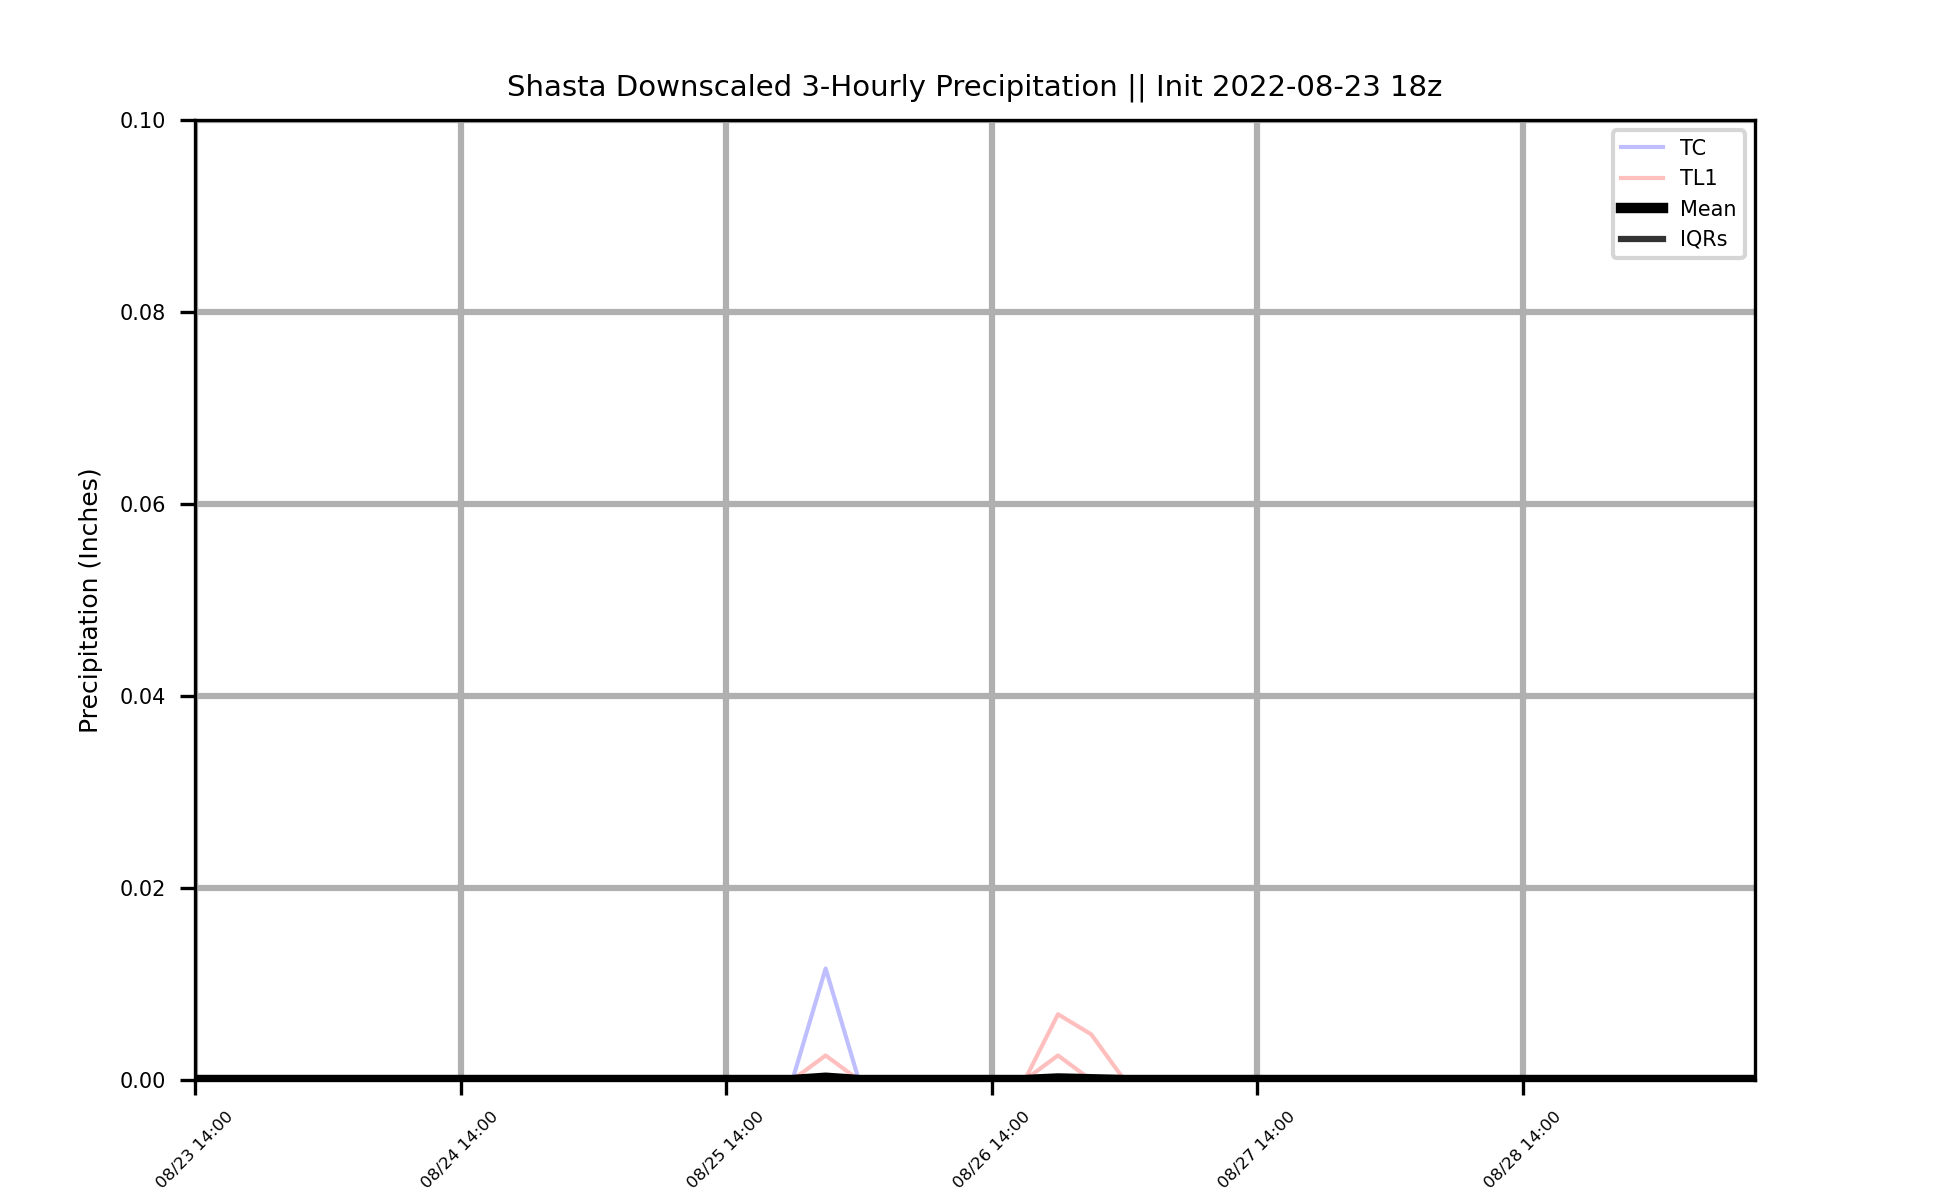 Shasta Downscaled 3-Hourly Precipitation || Init 2022-08-23 18z
TC
TL1
Mean
IQRs
Precipitation (Inches)
0.10
0.08
0.06
0.04
0.02
0.00
08/23 14:00
08/24 14:00
08/25 14:00
08/26 14:00
08/27 14:00
08/28 14:00